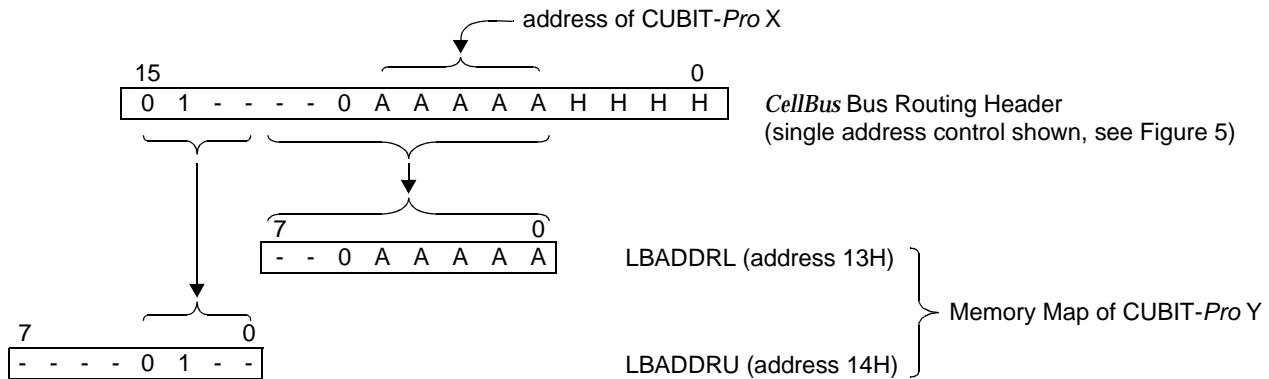 address of CUBIT-Pro X
15 0
0 1 - - - - 0 A A A A A H H H H
CellBus Bus Routing Header
(single address control shown, see Figure 5)
7 0
- - 0 A A A A A
LBADDRL (address 13H)
Memory Map of CUBIT-Pro Y
7 0
- - - - 0 1 - -
LBADDRU (address 14H)